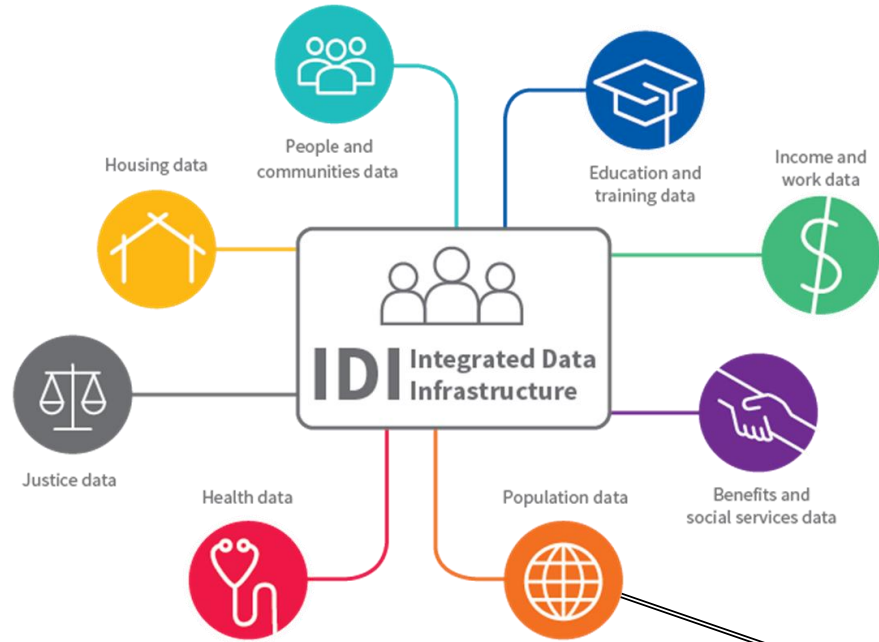 People and
communities data
Education and
training data
Income and
work data
Housing data
IDI Integrated Data
Infrastructure
Justice data
Health data
Population data
Benefits and
social services data